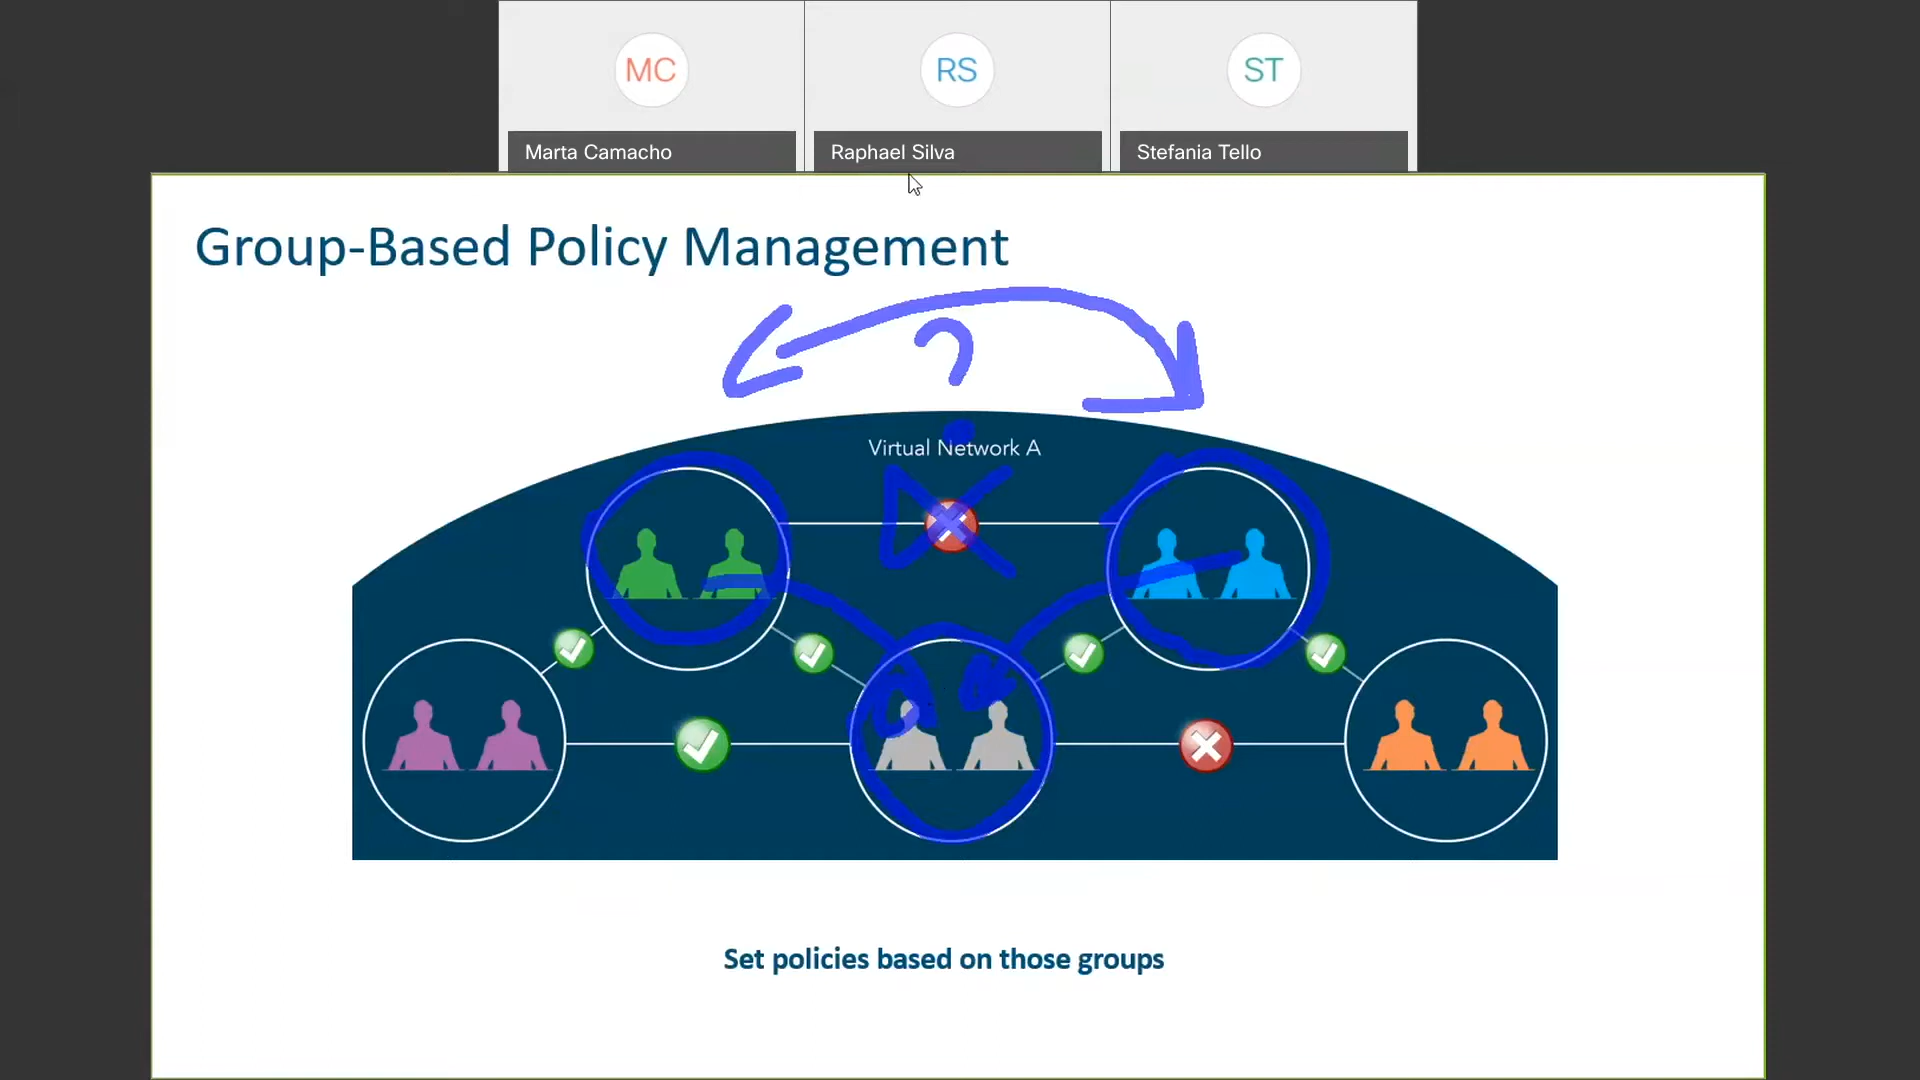 MC
RS
ST
Marta Camacho
Raphael Silva
Stefania Tello
Group-Based Policy Management
?
Virtual Network A
Set policies based on those groups